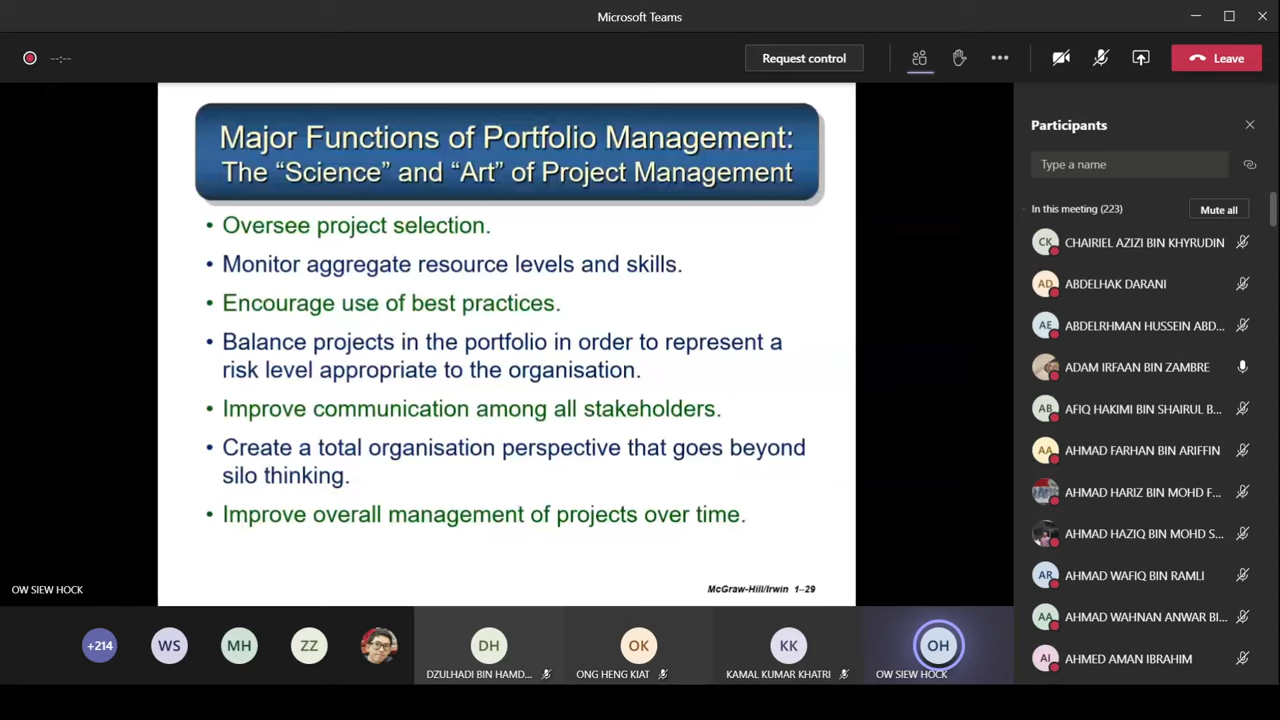 Microsoft Teams
--:--
Request control
Leave
Major Functions of Portfolio Management:
The “Science” and “Art” of Project Management
• Oversee project selection.
• Monitor aggregate resource levels and skills.
• Encourage use of best practices.
• Balance projects in the portfolio in order to represent a
risk level appropriate to the organisation.
• Improve communication among all stakeholders.
• Create a total organisation perspective that goes beyond
silo thinking.
• Improve overall management of projects over time.
McGraw-Hill/Irwin 1–29
OW SIEW HOCK
Participants
Type a name
In this meeting (223)
Mute all
CK CHAIRIEL AZIZI BIN KHYRUDIN
AD ABDELHAK DARANI
AE ABDELRHMAN HUSSEIN ABD...
ADAM IRFAAN BIN ZAMBRE
AB AFIQ HAKIMI BIN SHAIRUL B...
AA AHMAD FARHAN BIN ARIFFIN
AHMAD HARIZ BIN MOHD F...
AHMAD HAZIQ BIN MOHD S...
AR AHMAD WAFIQ BIN RAMLI
AA AHMAD WAHNAN ANWAR BI...
AI AHMED AMAN IBRAHIM
+214
WS
MH
ZZ
DH
DZULHADI BIN HAMD...
OK
ONG HENG KIAT
KK
KAMAL KUMAR KHATRI
OH
OW SIEW HOCK